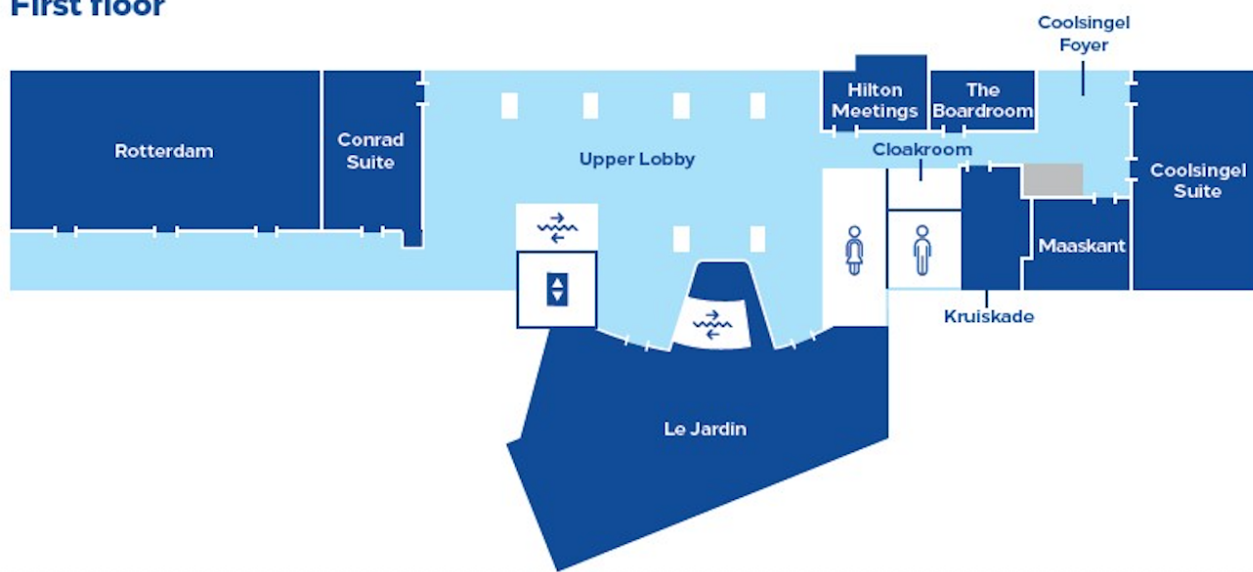 First floor
Coolsingel
Foyer
Hilton
Meetings
The
Boardroom
Rotterdam
Conrad
Suite
Upper Lobby
Cloakroom
Coolsingel
Suite
Maaskant
Kruiskade
Le Jardin